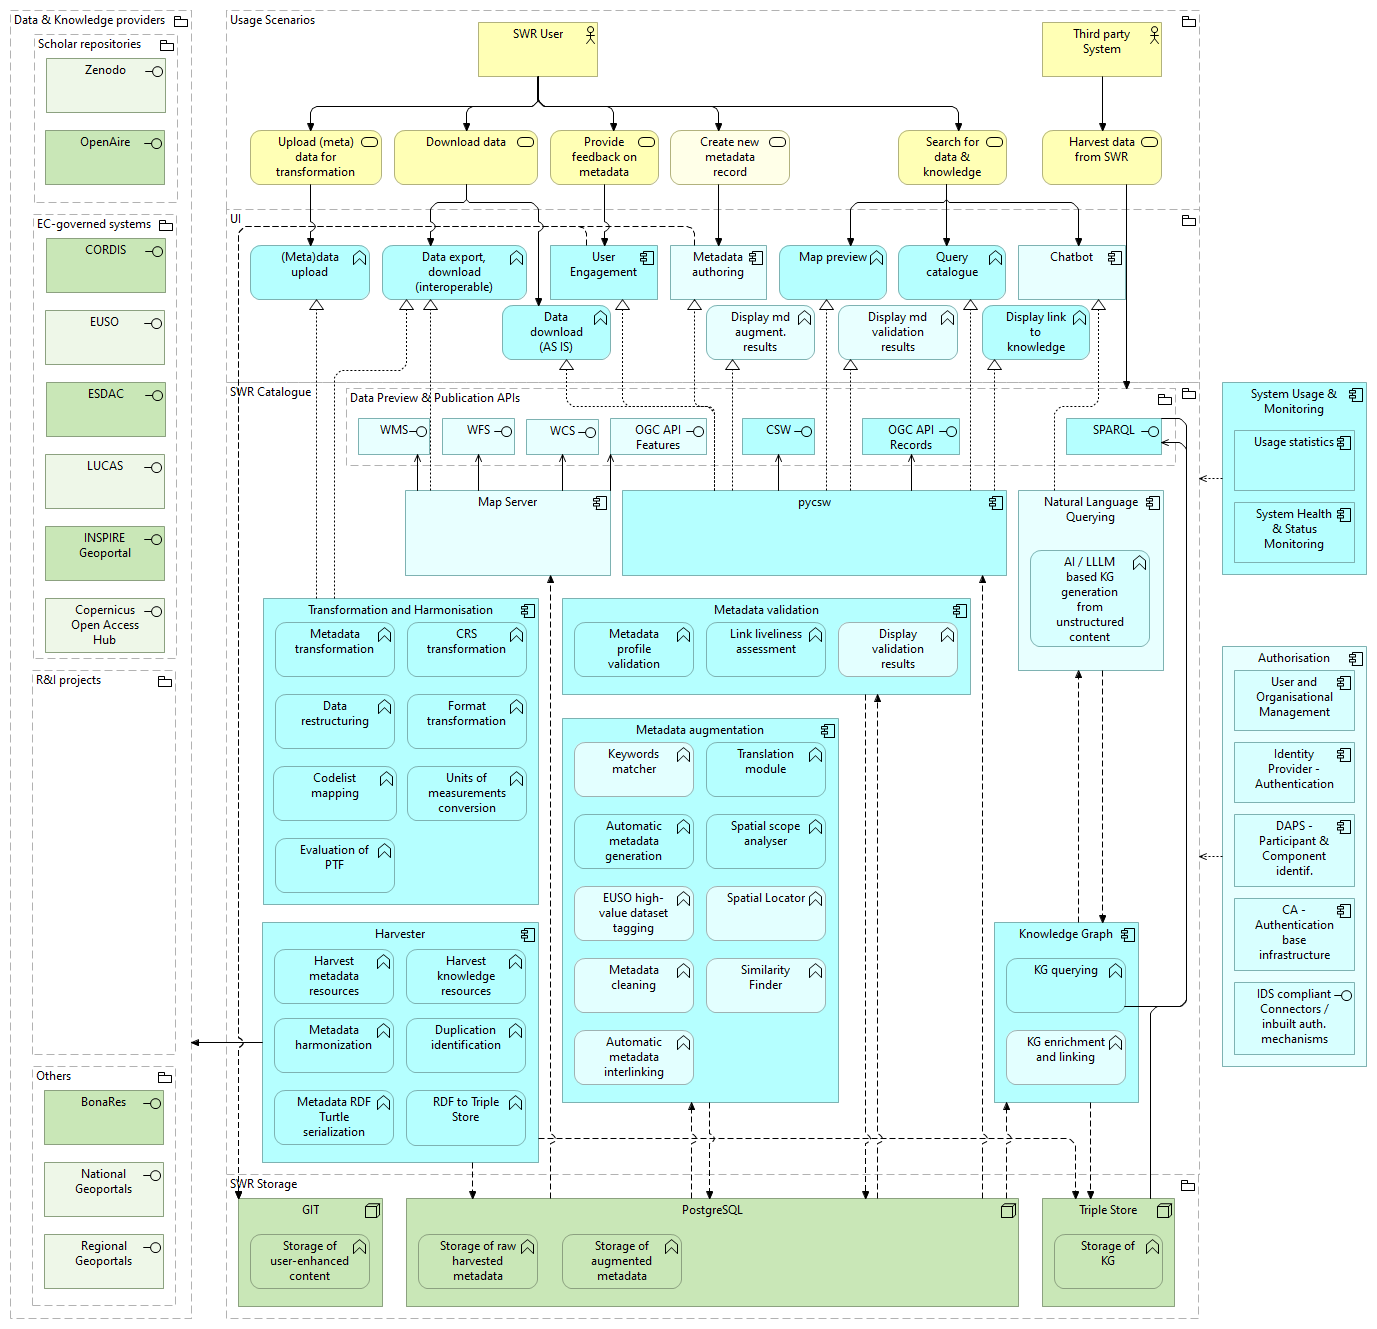 Data & Knowledge providers
Scholar repositories
Zenodo
OpenAire
EC-governed systems
CORDIS
EUSO
ESDAC
LUCAS
INSPIRE
Geoportal
Copernicus
Open Access
Hub
R&I projects
Others
BonaRes
National
Geoportals
Regional
Geoportals
Usage Scenarios
SWR User
Third party
System
Upload (meta)
data for
transformation
Download data
Provide
feedback on
metadata
Create new
metadata
record
Search for
data &
knowledge
Harvest data
from SWR
UI
(Meta)data
upload
Data export,
download
(interoperable)
User
Engagement
Metadata
authoring
Map preview
Query
catalogue
Chatbot
Data
download
(AS IS)
Display md
augment.
results
Display md
validation
results
Display link
to
knowledge
SWR Catalogue
Data Preview & Publication APIs
WMS
WFS
WCS
OGC API
Features
CSW
OGC API
Records
SPARQL
Map Server
pycsw
Natural Language
Querying
AI / LLLM
based KG
generation
from
unstructured
content
Transformation and Harmonisation
Metadata
transformation
CRS
transformation
Data
restructuring
Format
transformation
Codelist
mapping
Units of
measurements
conversion
Evaluation of
PTF
Metadata validation
Metadata
profile
validation
Link liveliness
assessment
Display
validation
results
Metadata augmentation
Keywords
matcher
Translation
module
Automatic
metadata
generation
Spatial scope
analyser
EUSO high-
value dataset
tagging
Spatial Locator
Metadata
cleaning
Similarity
Finder
Automatic
metadata
interlinking
Harvester
Harvest
metadata
resources
Harvest
knowledge
resources
Metadata
harmonization
Duplication
identification
Metadata RDF
Turtle
serialization
RDF to Triple
Store
Knowledge Graph
KG querying
KG enrichment
and linking
SWR Storage
GIT
Storage of
user-enhanced
content
PostgreSQL
Storage of raw
harvested
metadata
Storage of
augmented
metadata
Triple Store
Storage of
KG
System Usage &
Monitoring
Usage statistics
System Health
& Status
Monitoring
Authorisation
User and
Organisational
Management
Identity
Provider -
Authentication
DAPS -
Participant &
Component
identif.
CA -
Authentication
base
infrastructure
IDS compliant
Connectors /
inbuilt auth.
mechanisms